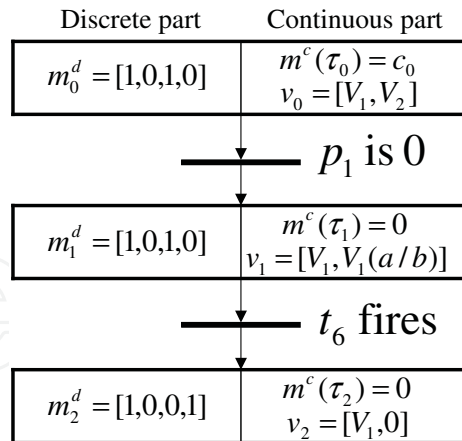 Discrete part Continuous part
m_0^d = [1,0,1,0] m^c(τ_0) = c_0
v_0 = [V_1, V_2]
p_1 is 0
m_1^d = [1,0,1,0] m^c(τ_1) = 0
v_1 = [V_1, V_1(a/b)]
t_6 fires
m_2^d = [1,0,0,1] m^c(τ_2) = 0
v_2 = [V_1,0]